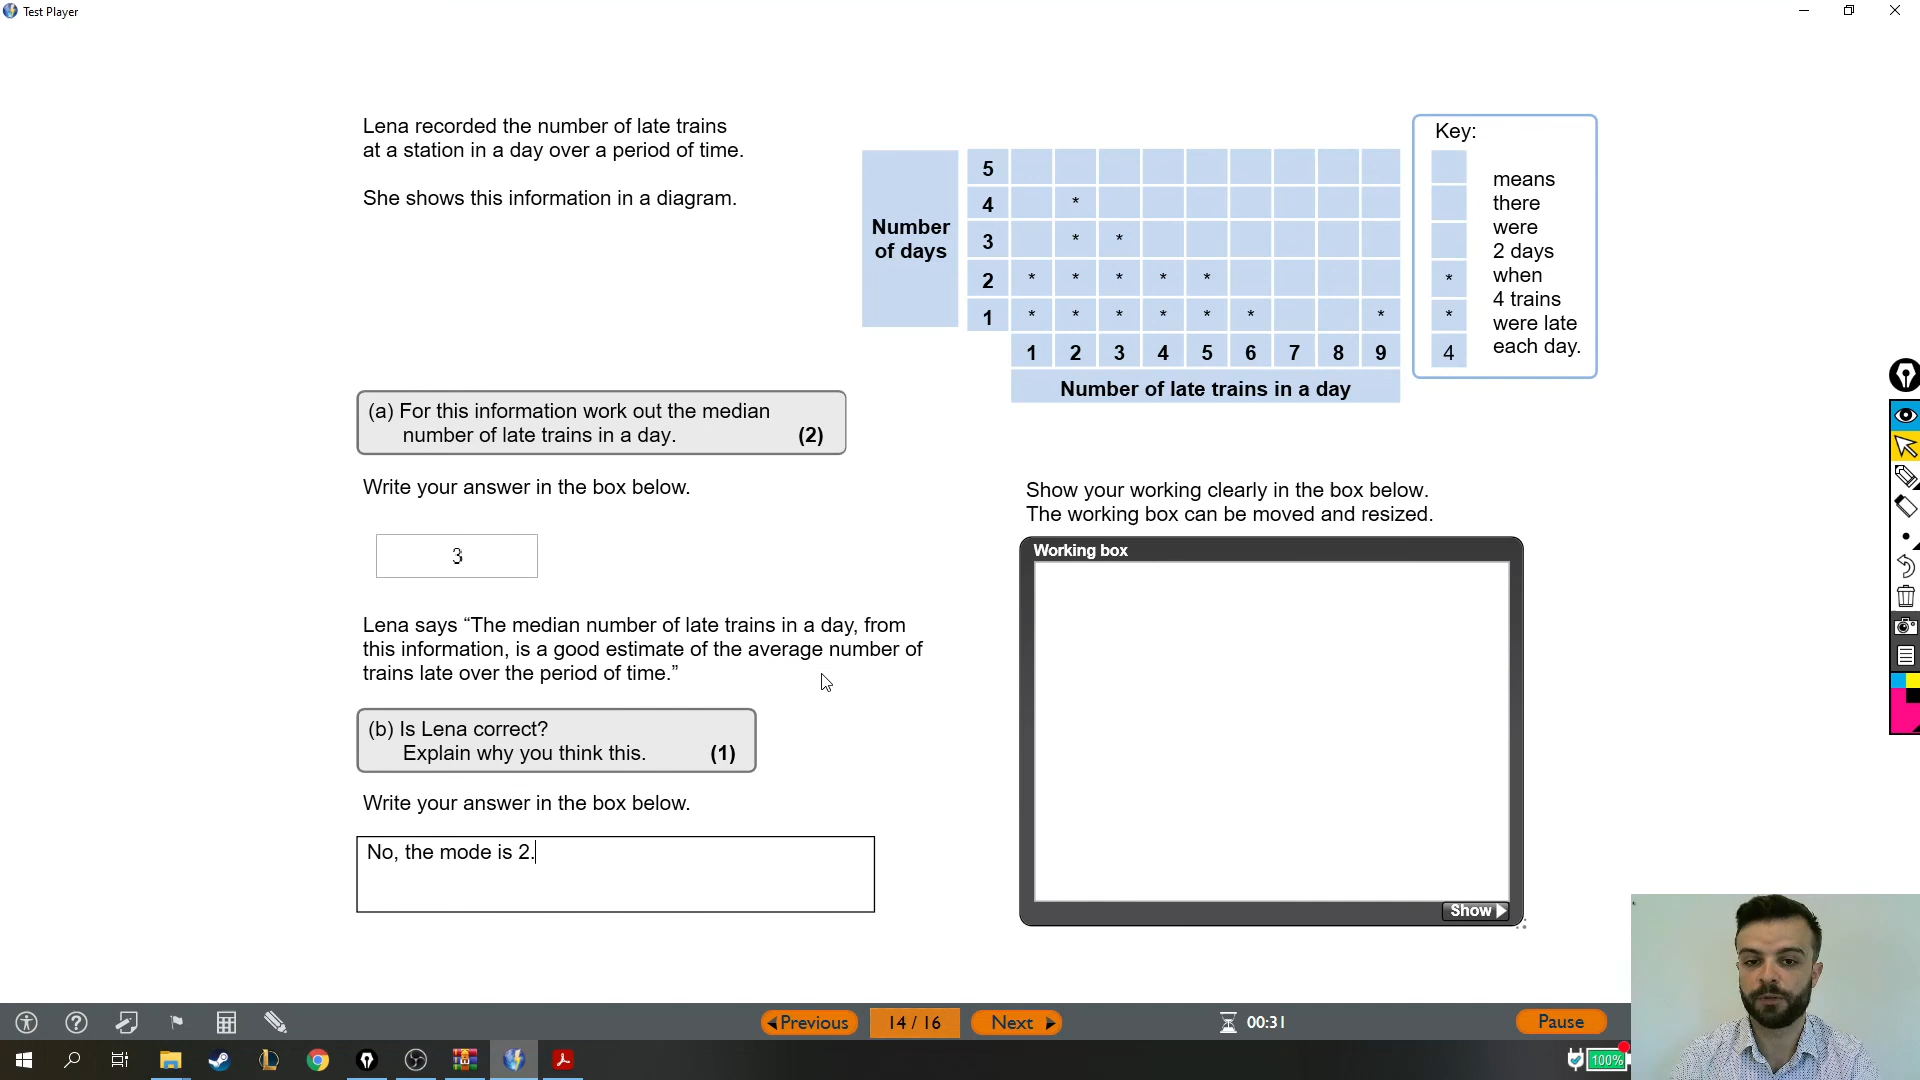 Test Player
Lena recorded the number of late trains
at a station in a day over a period of time.
She shows this information in a diagram.
Number
of days
5
4 *
3 * *
2 * * * * *
1 * * * * * * *
1 2 3 4 5 6 7 8 9
Number of late trains in a day
Key:
means
there
were
2 days
* when
4 trains
* were late
4 each day.
(a) For this information work out the median
number of late trains in a day. (2)
Write your answer in the box below.
3
Lena says “The median number of late trains in a day, from
this information, is a good estimate of the average number of
trains late over the period of time.”
(b) Is Lena correct?
Explain why you think this. (1)
Write your answer in the box below.
No, the mode is 2.
Show your working clearly in the box below.
The working box can be moved and resized.
Working box
Show
Previous
14 / 16
Next
00:31
Pause
100%